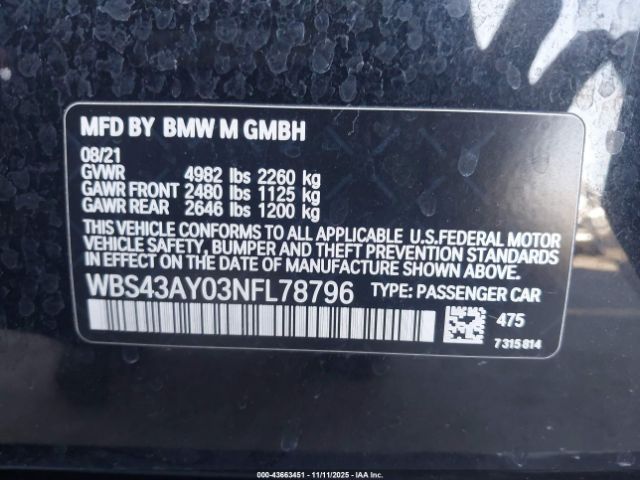 MFD BY BMW M GMBH
08/21
GVWR 4982 lbs 2260 kg
GAWR FRONT 2480 lbs 1125 kg
GAWR REAR 2646 lbs 1200 kg
THIS VEHICLE CONFORMS TO ALL APPLICABLE U.S.FEDERAL MOTOR
VEHICLE SAFETY, BUMPER AND THEFT PREVENTION STANDARDS
IN EFFECT ON THE DATE OF MANUFACTURE SHOWN ABOVE.
WBS43AY03NFL78796 TYPE: PASSENGER CAR
475
7 315 814
000-43663451 - 11/11/2025 - IAAI Inc.